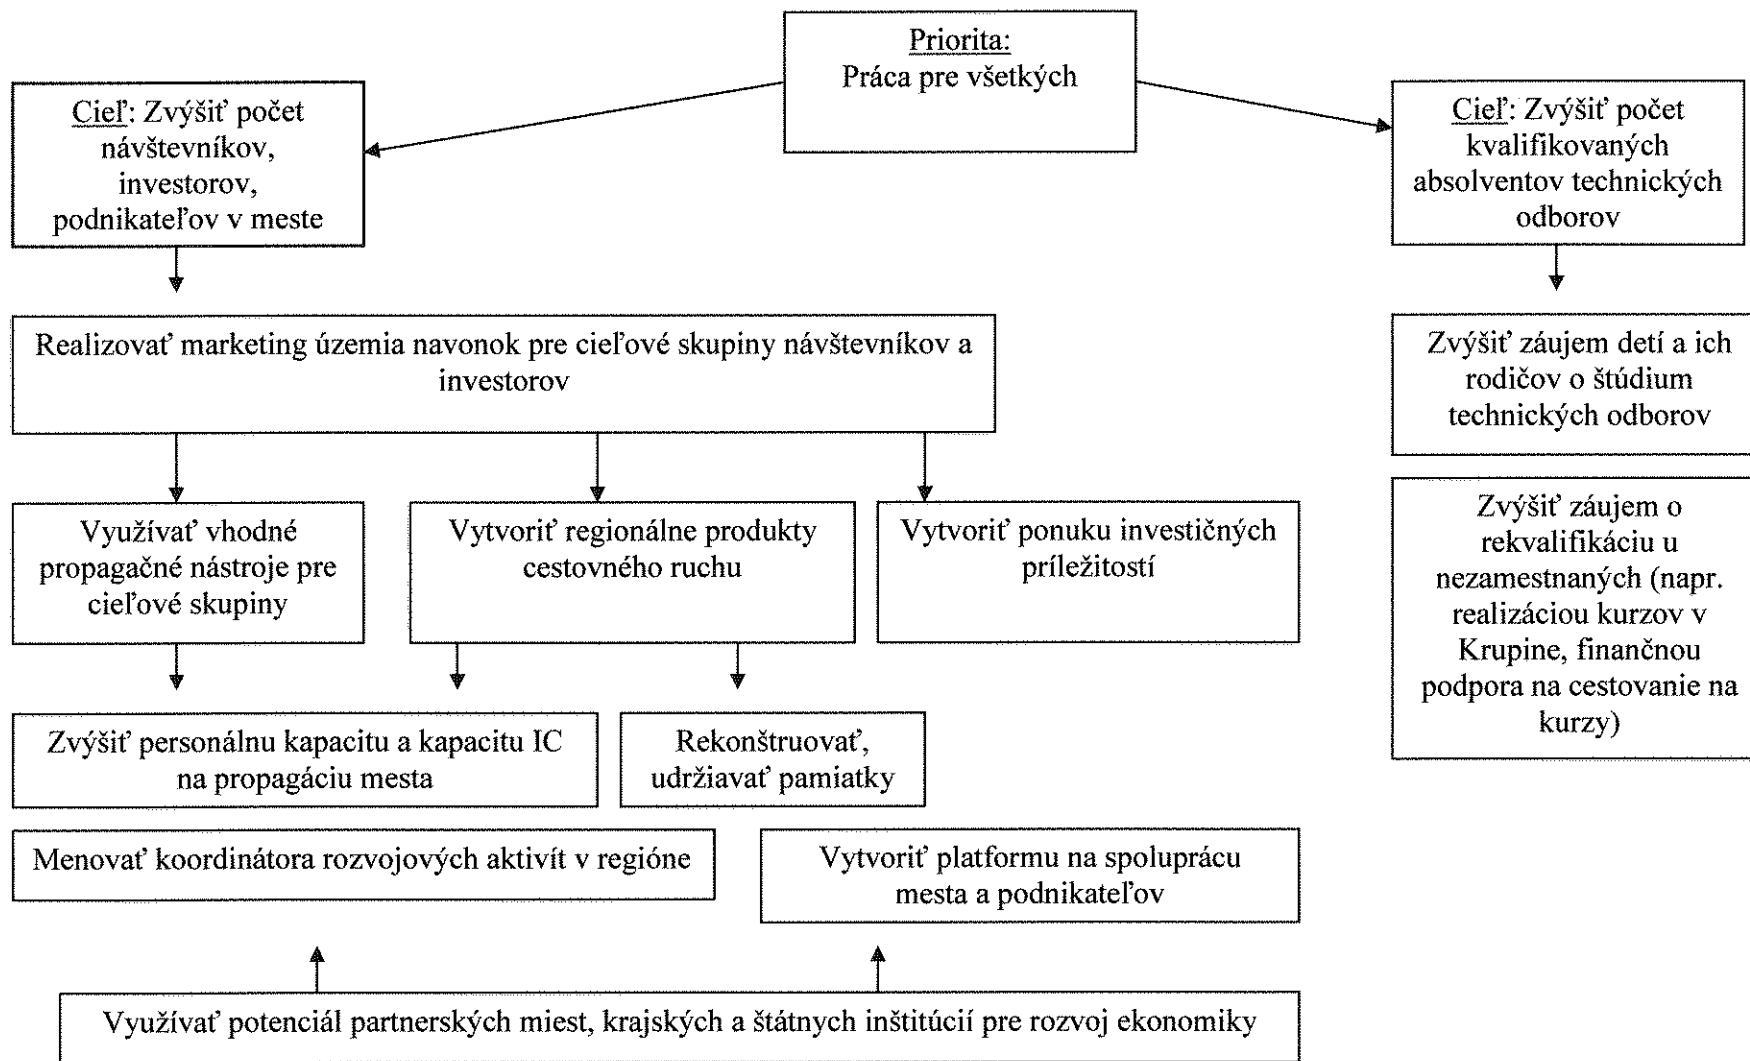 Priorita:
Práca pre všetkých
Cieľ: Zvýšiť počet
návštevníkov,
investorov,
podnikateľov v meste
Cieľ: Zvýšiť počet
kvalifikovaných
absolventov technických
odborov
Realizovať marketing územia navonok pre cieľové skupiny návštevníkov a
investorov
Zvýšiť záujem detí a ich
rodičov o štúdium
technických odborov
Využívať vhodné
propagačné nástroje pre
cieľové skupiny
Vytvoriť regionálne produkty
cestovného ruchu
Vytvoriť ponuku investičných
príležitostí
Zvýšiť záujem o
rekvalifikáciu u
nezamestnaných (napr.
realizáciou kurzov v
Krupine, finančnou
podpora na cestovanie na
kurzy)
Zvýšiť personálnu kapacitu a kapacitu IC
na propagáciu mesta
Rekonštruovať,
udržiavať pamiatky
Menovať koordinátora rozvojových aktivít v regióne
Vytvoriť platformu na spoluprácu
mesta a podnikateľov
Využívať potenciál partnerských miest, krajských a štátnych inštitúcií pre rozvoj ekonomiky